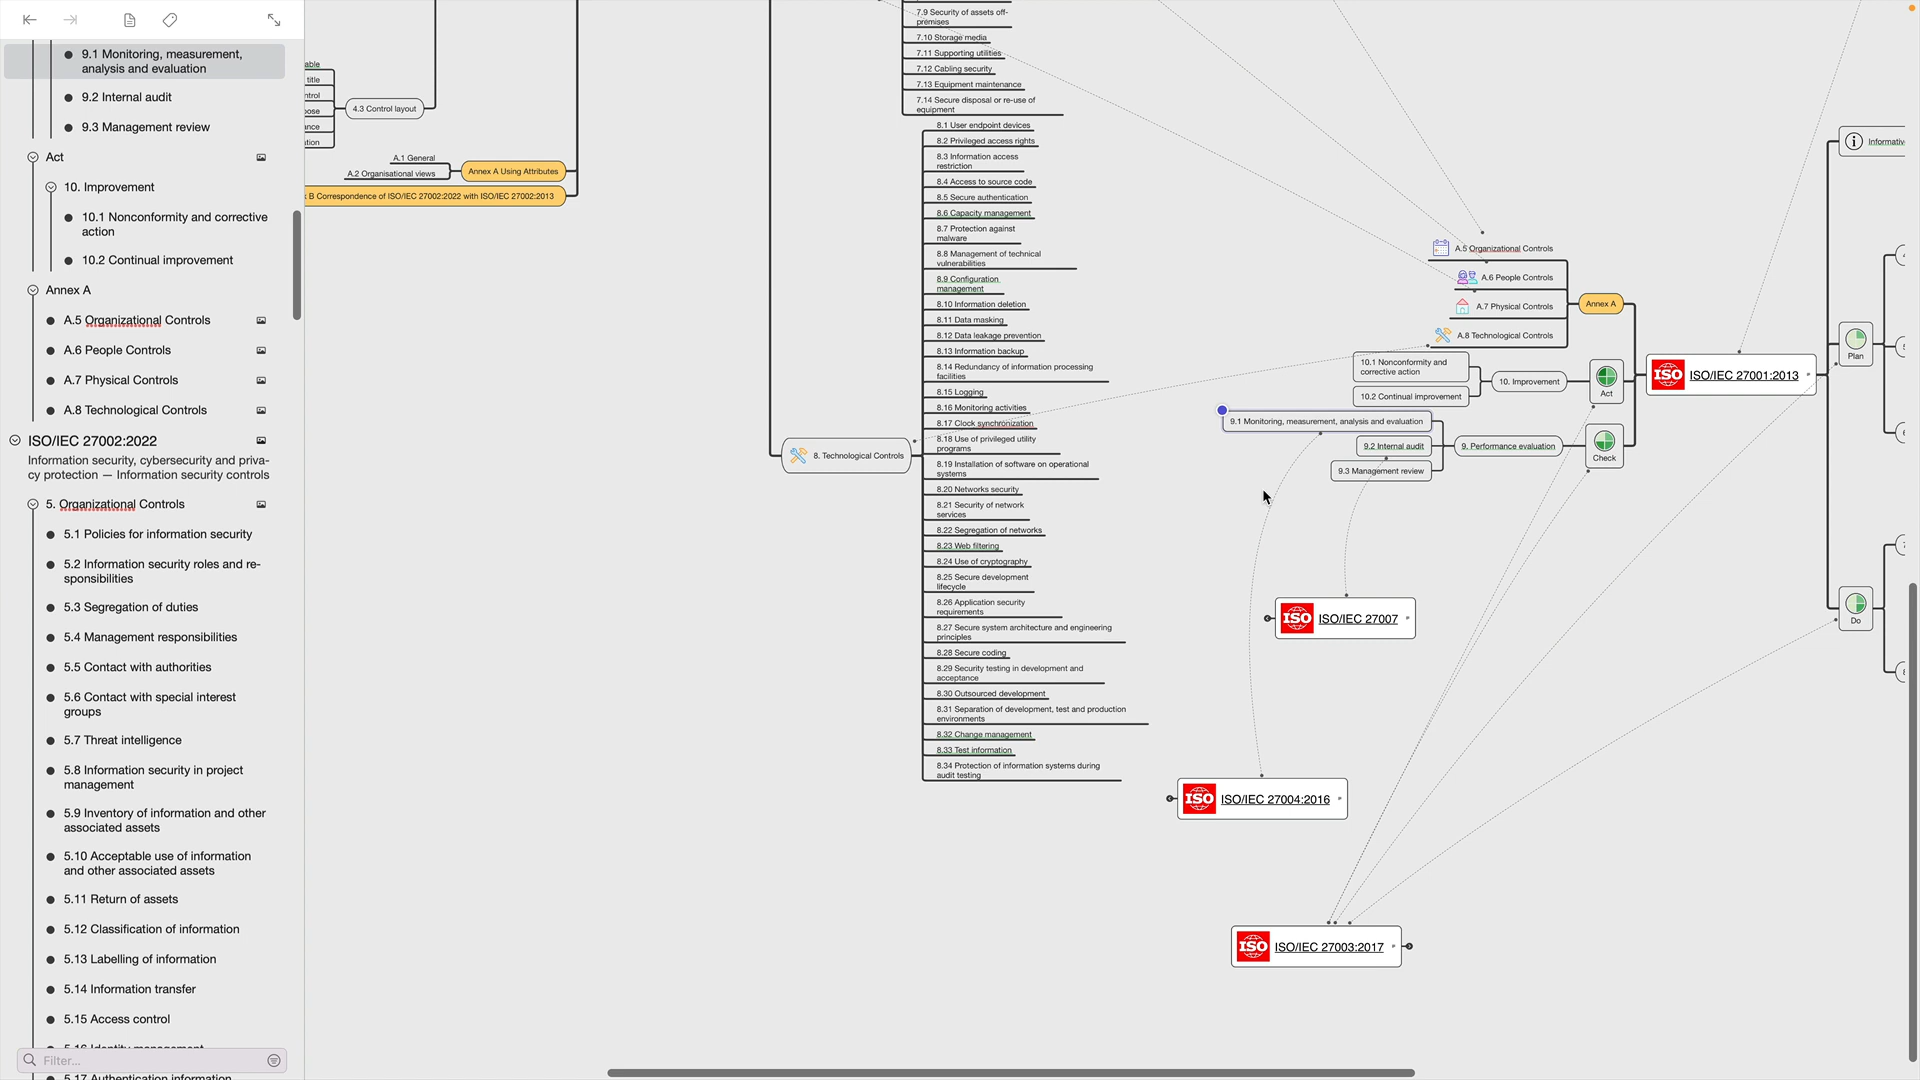 9.1 Monitoring, measurement,
analysis and evaluation
9.2 Internal audit
9.3 Management review
Act
10. Improvement
10.1 Nonconformity and corrective
action
10.2 Continual improvement
Annex A
A.5 Organizational Controls
A.6 People Controls
A.7 Physical Controls
A.8 Technological Controls
ISO/IEC 27002:2022
Information security, cybersecurity and priva-
cy protection — Information security controls
5. Organizational Controls
5.1 Policies for information security
5.2 Information security roles and re-
sponsibilities
5.3 Segregation of duties
5.4 Management responsibilities
5.5 Contact with authorities
5.6 Contact with special interest
groups
5.7 Threat intelligence
5.8 Information security in project
management
5.9 Inventory of information and other
associated assets
5.10 Acceptable use of information
and other associated assets
5.11 Return of assets
5.12 Classification of information
5.13 Labelling of information
5.14 Information transfer
5.15 Access control
5.16 Identity management
5.17 Authentication information
Filter...
able
title
ntrol
ose
ance
ation
4.3 Control layout
A.1 General
A.2 Organisational views
Annex A Using Attributes
x B Correspondence of ISO/IEC 27002:2022 with ISO/IEC 27002:2013
7.9 Security of assets off-
premises
7.10 Storage media
7.11 Supporting utilities
7.12 Cabling security
7.13 Equipment maintenance
7.14 Secure disposal or re-use of
equipment
8. Technological Controls
8.1 User endpoint devices
8.2 Privileged access rights
8.3 Information access
restriction
8.4 Access to source code
8.5 Secure authentication
8.6 Capacity management
8.7 Protection against
malware
8.8 Management of technical
vulnerabilities
8.9 Configuration
management
8.10 Information deletion
8.11 Data masking
8.12 Data leakage prevention
8.13 Information backup
8.14 Redundancy of information processing
facilities
8.15 Logging
8.16 Monitoring activities
8.17 Clock synchronization
8.18 Use of privileged utility
programs
8.19 Installation of software on operational
systems
8.20 Networks security
8.21 Security of network
services
8.22 Segregation of networks
8.23 Web filtering
8.24 Use of cryptography
8.25 Secure development
lifecycle
8.26 Application security
requirements
8.27 Secure system architecture and engineering
principles
8.28 Secure coding
8.29 Security testing in development and
acceptance
8.30 Outsourced development
8.31 Separation of development, test and production
environments
8.32 Change management
8.33 Test information
8.34 Protection of information systems during
audit testing
A.5 Organizational Controls
A.6 People Controls
A.7 Physical Controls
A.8 Technological Controls
Annex A
10.1 Nonconformity and
corrective action
10.2 Continual improvement
10. Improvement
Act
9.1 Monitoring, measurement, analysis and evaluation
9.2 Internal audit
9.3 Management review
9. Performance evaluation
Check
ISO ISO/IEC 27001:2013
Informative
Plan
Do
ISO ISO/IEC 27007
ISO ISO/IEC 27004:2016
ISO ISO/IEC 27003:2017